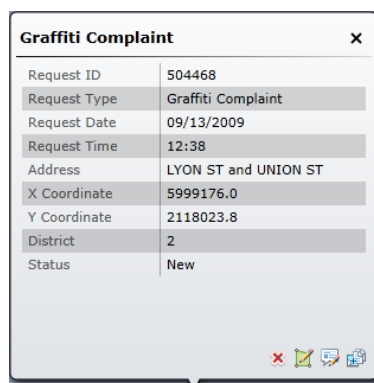 Graffiti Complaint
Request ID 504468
Request Type Graffiti Complaint
Request Date 09/13/2009
Request Time 12:38
Address LYON ST and UNION ST
X Coordinate 5999176.0
Y Coordinate 2118023.8
District 2
Status New